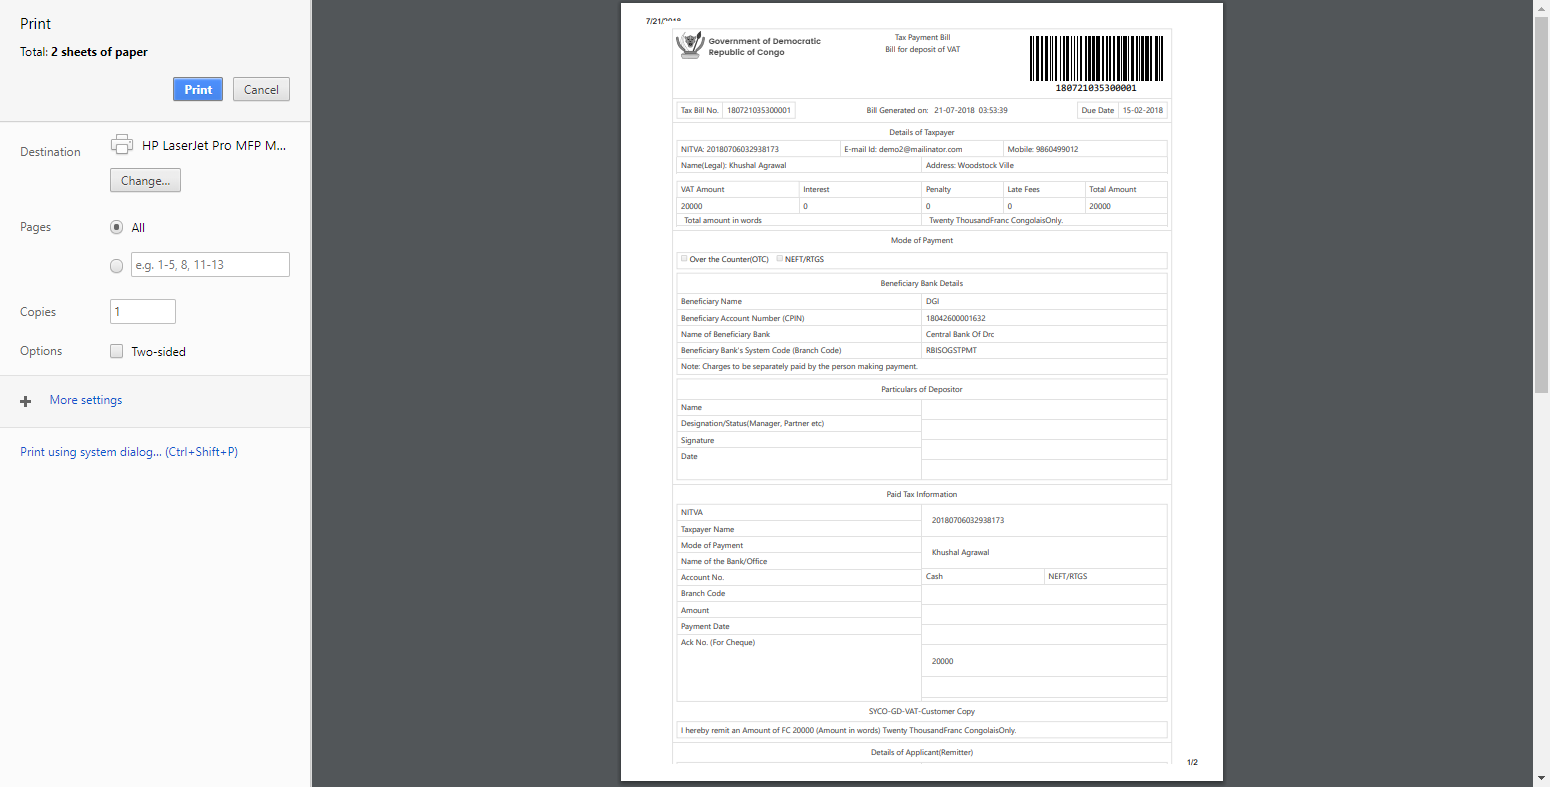 Print
Total: 2 sheets of paper
Print Cancel
Destination HP LaserJet Pro MFP M...
Change...
Pages All
e.g. 1-5, 8, 11-13
Copies 1
Options Two-sided
More settings
Print using system dialog... (Ctrl+Shift+P)
7/21/2018
Government of Democratic
Republic of Congo
Tax Payment Bill
Bill for deposit of VAT
180721035300001
Tax Bill No. 180721035300001 Bill Generated on: 21-07-2018 03:53:39 Due Date 15-02-2018
Details of Taxpayer
NITVA: 20180706032938173 E-mail Id: demo2@mailinator.com Mobile: 9860499012
Name(Legal): Khushal Agrawal Address: Woodstock Ville
VAT Amount Interest Penalty Late Fees Total Amount
20000 0 0 0 20000
Total amount in words Twenty ThousandFranc CongolaisOnly.
Mode of Payment
Over the Counter(OTC) NEFT/RTGS
Beneficiary Bank Details
Beneficiary Name DGI
Beneficiary Account Number (CPIN) 18042600001632
Name of Beneficiary Bank Central Bank Of Drc
Beneficiary Bank's System Code (Branch Code) RBISOGSTPMT
Note: Charges to be separately paid by the person making payment.
Particulars of Depositor
Name
Designation/Status(Manager, Partner etc)
Signature
Date
Paid Tax Information
NITVA
20180706032938173
Taxpayer Name
Mode of Payment
Khushal Agrawal
Name of the Bank/Office
Account No. Cash NEFT/RTGS
Branch Code
Amount
Payment Date
Ack No. (For Cheque)
20000
SYCO-GD-VAT-Customer Copy
I hereby remit an Amount of FC 20000 (Amount in words) Twenty ThousandFranc CongolaisOnly.
Details of Applicant(Remitter)
1/2